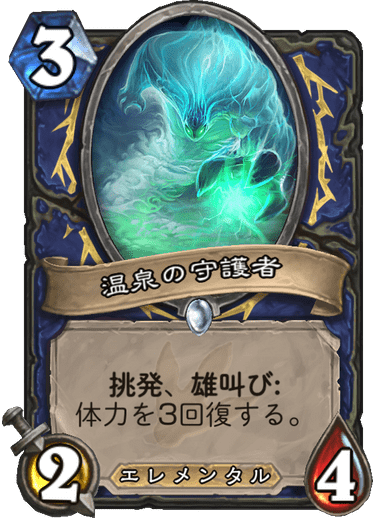 3
温泉の守護者
挑発、雄叫び:
体力を3回復する。
2
エレメンタル
4